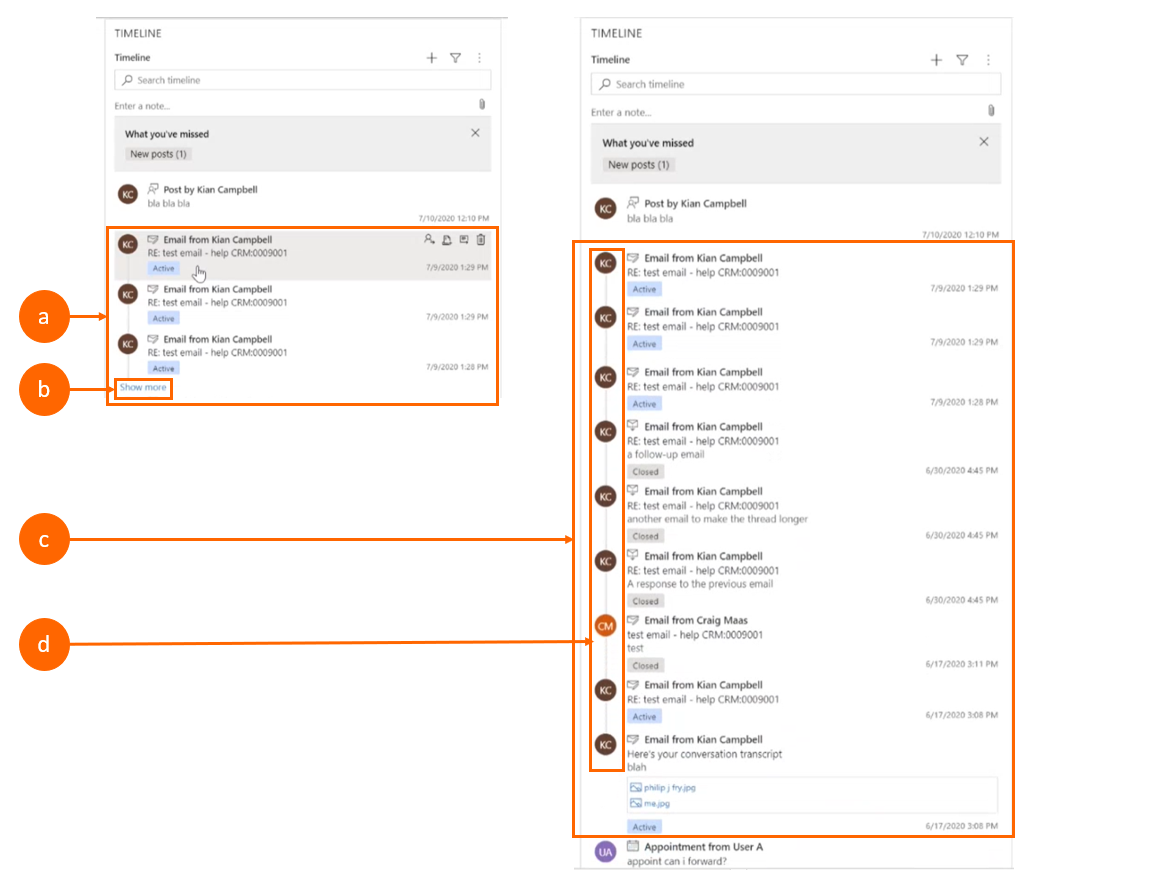 TIMELINE
Timeline
Search timeline
Enter a note...
What you've missed
New posts (1)
KC
Post by Kian Campbell
bla bla bla
7/10/2020 12:10 PM
KC
Email from Kian Campbell
RE: test email - help CRM:0009001
Active
7/9/2020 1:29 PM
KC
Email from Kian Campbell
RE: test email - help CRM:0009001
Active
7/9/2020 1:29 PM
KC
Email from Kian Campbell
RE: test email - help CRM:0009001
Active
7/9/2020 1:28 PM
Show more
a
b
c
d
TIMELINE
Timeline
Search timeline
Enter a note...
What you've missed
New posts (1)
KC
Post by Kian Campbell
bla bla bla
7/10/2020 12:10 PM
KC
Email from Kian Campbell
RE: test email - help CRM:0009001
Active
7/9/2020 1:29 PM
KC
Email from Kian Campbell
RE: test email - help CRM:0009001
Active
7/9/2020 1:29 PM
KC
Email from Kian Campbell
RE: test email - help CRM:0009001
Active
7/9/2020 1:28 PM
KC
Email from Kian Campbell
RE: test email - help CRM:0009001
a follow-up email
Closed
6/30/2020 4:45 PM
KC
Email from Kian Campbell
RE: test email - help CRM:0009001
another email to make the thread longer
Closed
6/30/2020 4:45 PM
KC
Email from Kian Campbell
RE: test email - help CRM:0009001
A response to the previous email
Closed
6/30/2020 4:45 PM
CM
Email from Craig Maas
test email - help CRM:0009001
test
Closed
6/17/2020 3:11 PM
KC
Email from Kian Campbell
RE: test email - help CRM:0009001
Active
6/17/2020 3:08 PM
KC
Email from Kian Campbell
Here's your conversation transcript
blah
philip j fry.jpg
me.jpg
Active
6/17/2020 3:08 PM
UA
Appointment from User A
appoint can i forward?